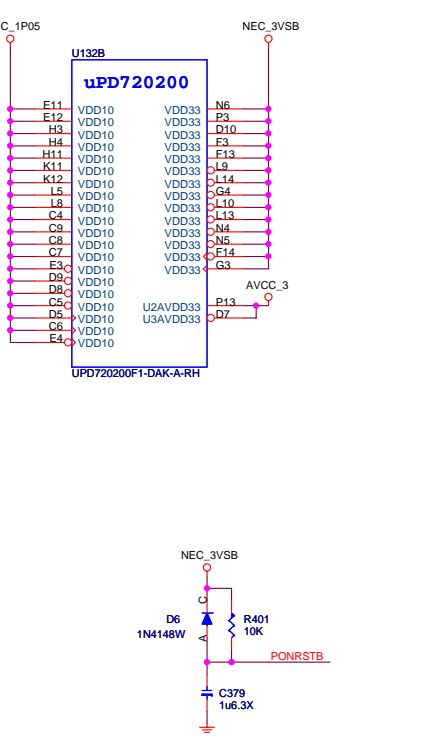 C_1P05
NEC_3VSB
U132B
uPD720200
E11 VDD10 VDD33 N6
E12 VDD10 VDD33 P3
H3 VDD10 VDD33 D10
H4 VDD10 VDD33 F3
H11 VDD10 VDD33 F13
K11 VDD10 VDD33 L9
K12 VDD10 VDD33 L14
L5 VDD10 VDD33 G4
L8 VDD10 VDD33 L10
C4 VDD10 VDD33 L13
C9 VDD10 VDD33 N4
C8 VDD10 VDD33 N5
C7 VDD10 VDD33 F14
E3 VDD10 VDD33 G3
D9 VDD10
AVCC_3
D8 VDD10
C5 VDD10 U2AVDD33 P13
D5 VDD10 U3AVDD33 D7
C6 VDD10
E4 VDD10
UPD720200F1-DAK-A-RH
NEC_3VSB
C
D6
1N4148W
A
R401
10K
PONRSTB
C379
1u6.3X